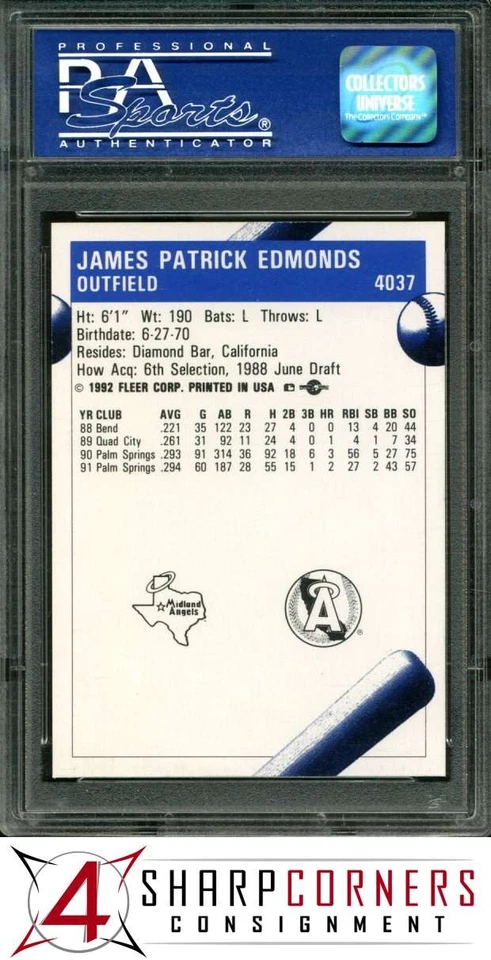 PROFESSIONAL
PSA
Sports®
AUTHENTICATOR
COLLECTORS
UNIVERSE
The Collectors Company™
JAMES PATRICK EDMONDS
OUTFIELD 4037
Ht: 6'1" Wt: 190 Bats: L Throws: L
Birthdate: 6-27-70
Resides: Diamond Bar, California
How Acq: 6th Selection, 1988 June Draft
© 1992 FLEER CORP. PRINTED IN USA
YR CLUB AVG G AB R H 2B 3B HR RBI SB BB SO
88 Bend .221 35 122 23 27 4 0 0 13 4 20 44
89 Quad City .261 31 92 11 24 4 0 1 4 1 7 34
90 Palm Springs .293 91 314 36 92 18 6 3 56 5 27 75
91 Palm Springs .294 60 187 28 55 15 1 2 27 2 43 57
Midland
Angels
A
®
4 SHARPCORNERS
CONSIGNMENT